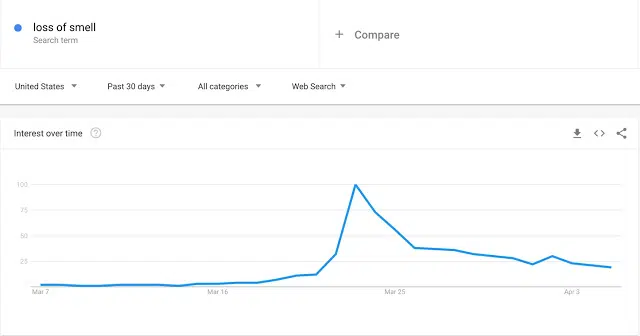 loss of smell
Search term
+ Compare
United States
Past 30 days
All categories
Web Search
Interest over time ?
100
75
50
25
Mar 7
Mar 16
Mar 25
Apr 3